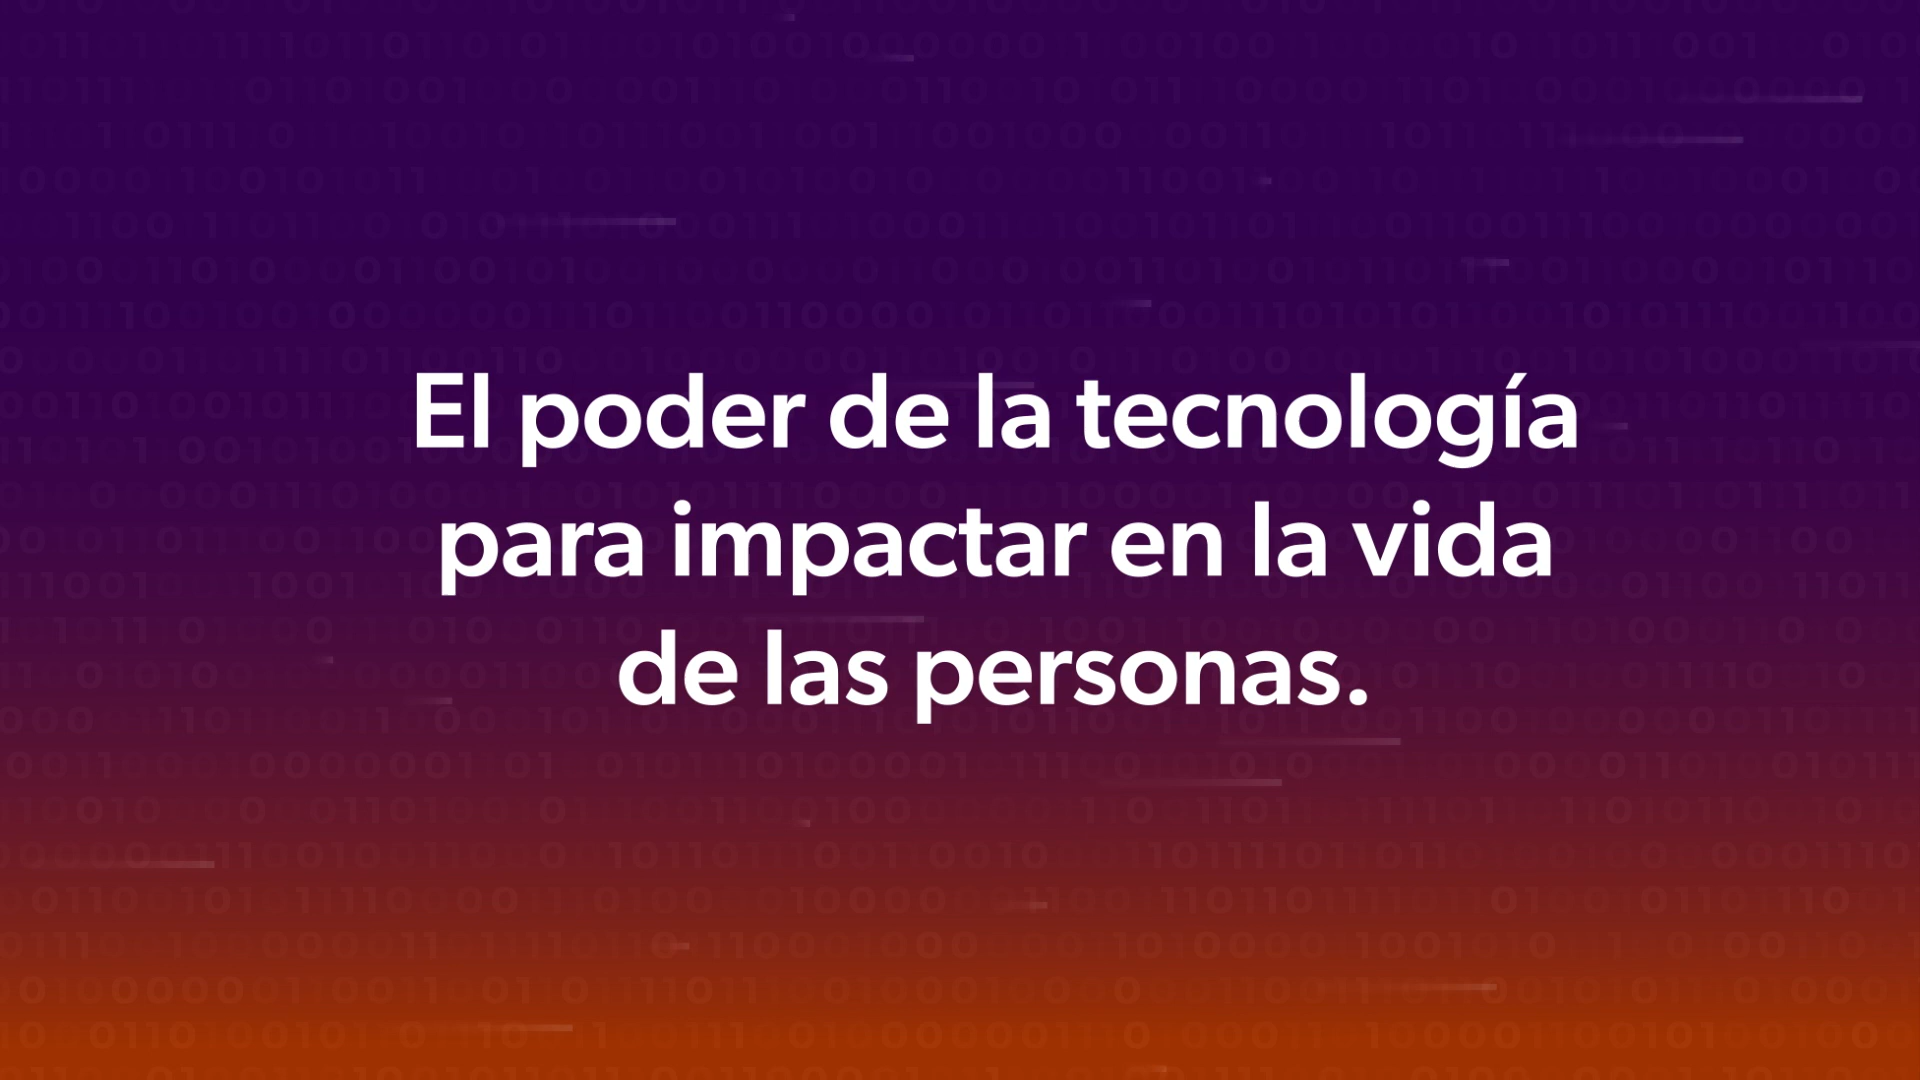 El poder de la tecnología
para impactar en la vida
de las personas.